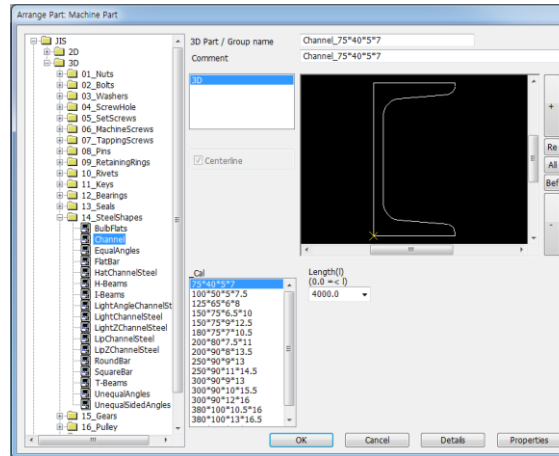 Arrange Part: Machine Part
JIS
2D
3D
01_Nuts
02_Bolts
03_Washers
04_ScrewHole
05_SetScrews
06_MachineScrews
07_TappingScrews
08_Pins
09_RetainingRings
10_Rivets
11_Keys
12_Bearings
13_Seals
14_SteelShapes
BulbFlats
Channel
EqualAngles
FlatBar
HatChannelSteel
H-Beams
I-Beams
LightAngleChannelSt
LightChannelSteel
LightZChannelSteel
LipChannelSteel
LipZChannelSteel
RoundBar
SquareBar
T-Beams
UnequalAngles
UnequalSidedAngles
15_Gears
16_Pulley
3D Part / Group name
Channel_75*40*5*7
Comment
Channel_75*40*5*7
3D
Centerline
+
Re
All
Bef
-
_Cal
75*40*5*7
100*50*5*7.5
125*65*6*8
150*75*6.5*10
150*75*9*12.5
180*75*7*10.5
200*80*7.5*11
200*90*8*13.5
250*90*9*13
250*90*11*14.5
300*90*9*13
300*90*10*15.5
300*90*12*16
380*100*10.5*16
380*100*13*16.5
Length(l)
(0.0 =< l)
4000.0
OK
Cancel
Details
Properties